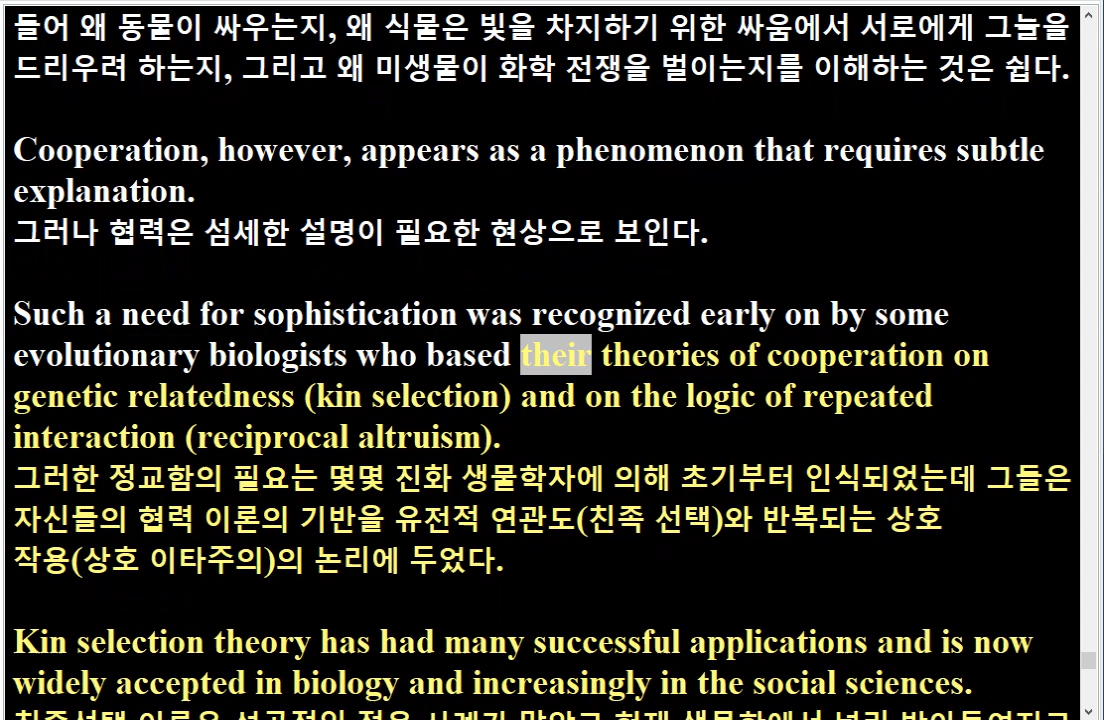 들어 왜 동물이 싸우는지, 왜 식물은 빛을 차지하기 위한 싸움에서 서로에게 그늘을
드리우려 하는지, 그리고 왜 미생물이 화학 전쟁을 벌이는지를 이해하는 것은 쉽다.
Cooperation, however, appears as a phenomenon that requires subtle
explanation.
그러나 협력은 섬세한 설명이 필요한 현상으로 보인다.
Such a need for sophistication was recognized early on by some
evolutionary biologists who based their theories of cooperation on
genetic relatedness (kin selection) and on the logic of repeated
interaction (reciprocal altruism).
그러한 정교함의 필요는 몇몇 진화 생물학자에 의해 초기부터 인식되었는데 그들은
자신들의 협력 이론의 기반을 유전적 연관도(친족 선택)와 반복되는 상호
작용(상호 이타주의)의 논리에 두었다.
Kin selection theory has had many successful applications and is now
widely accepted in biology and increasingly in the social sciences.